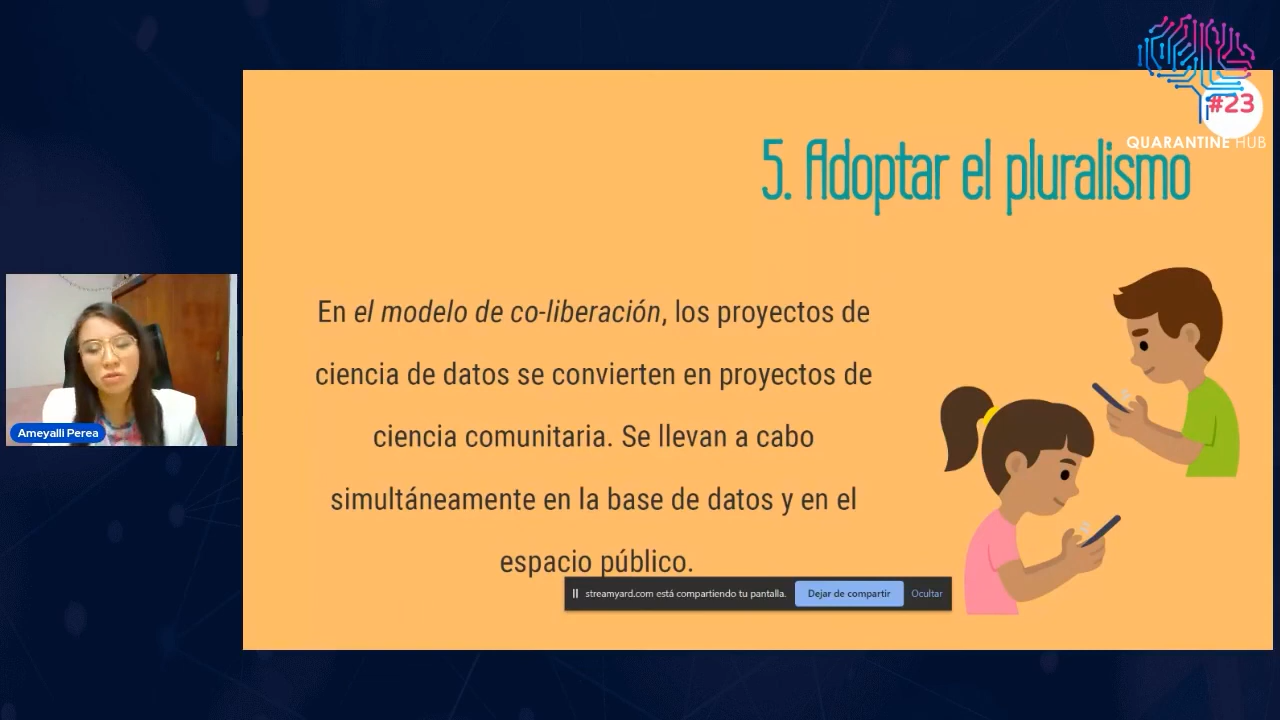 #23
QUARANTINE HUB
5. Adoptar el pluralismo
En el modelo de co-liberación, los proyectos de
ciencia de datos se convierten en proyectos de
ciencia comunitaria. Se llevan a cabo
simultáneamente en la base de datos y en el
espacio público.
streamyard.com está compartiendo tu pantalla. Dejar de compartir Ocultar
Ameyalli Perea